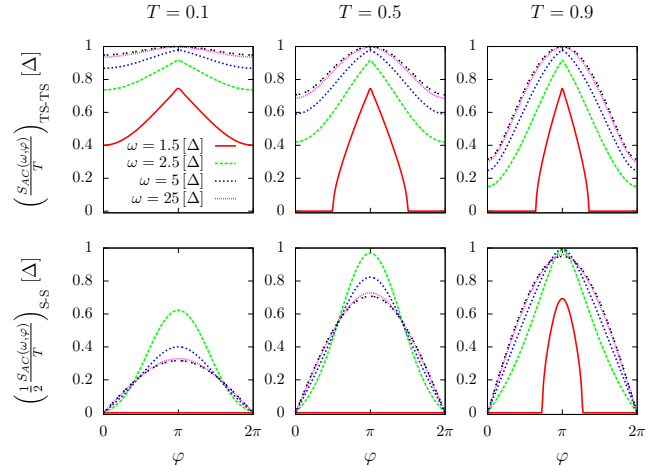 T = 0.1 T = 0.5 T = 0.9
(S_AC(ω,φ)/T)_TS-TS [Δ]
1
0.8
0.6
0.4
0.2
0
ω = 1.5 [Δ]
ω = 2.5 [Δ]
ω = 5 [Δ]
ω = 25 [Δ]
(1/2 S_AC(ω,φ)/T)_S-S [Δ]
1
0.8
0.6
0.4
0.2
0
0 π 2π 0 π 2π 0 π 2π
φ φ φ